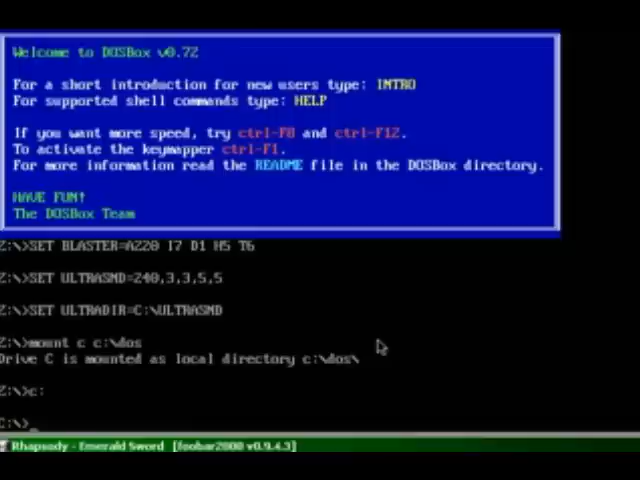 Welcome to DOSBox v0.72
For a short introduction for new users type: INTRO
For supported shell commands type: HELP
If you want more speed, try ctrl-F8 and ctrl-F12.
To activate the keymapper ctrl-F1.
For more information read the README file in the DOSBox directory.
HAVE FUN!
The DOSBox Team
Z:\>SET BLASTER=A220 I7 D1 H5 T6
Z:\>SET ULTRASND=240,3,3,5,5
Z:\>SET ULTRADIR=C:\ULTRASND
Z:\>mount c c:\dos
Drive C is mounted as local directory c:\dos\
Z:\>c:
C:\>_
Rhapsody - Emerald Sword [foobar2000 v0.9.4.3]